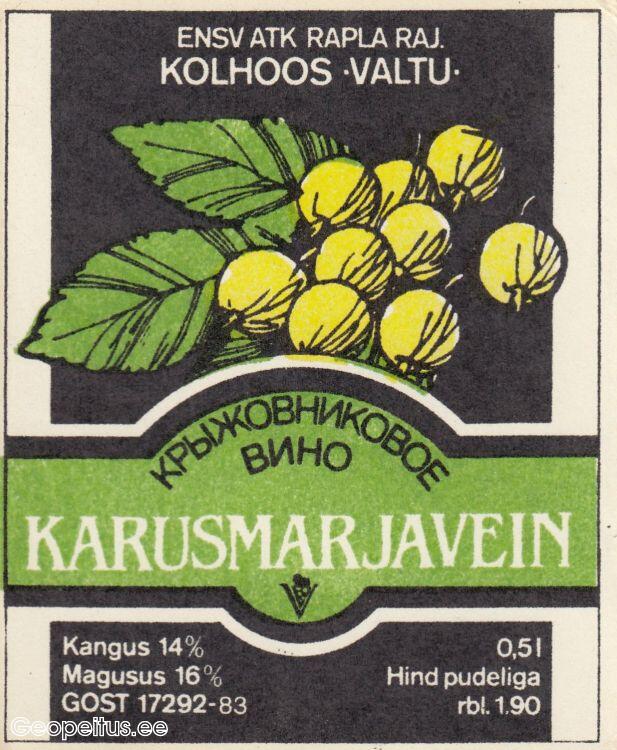 ENSV ATK RAPLA RAJ.
KOLHOOS ·VALTU·
КРЫЖОВНИКОВОЕ
ВИНО
KARUSMARJAVEIN
Kangus 14%
Magusus 16%
GOST 17292-83
0,5 l
Hind pudeliga
rbl. 1.90
Geopeitus.ee